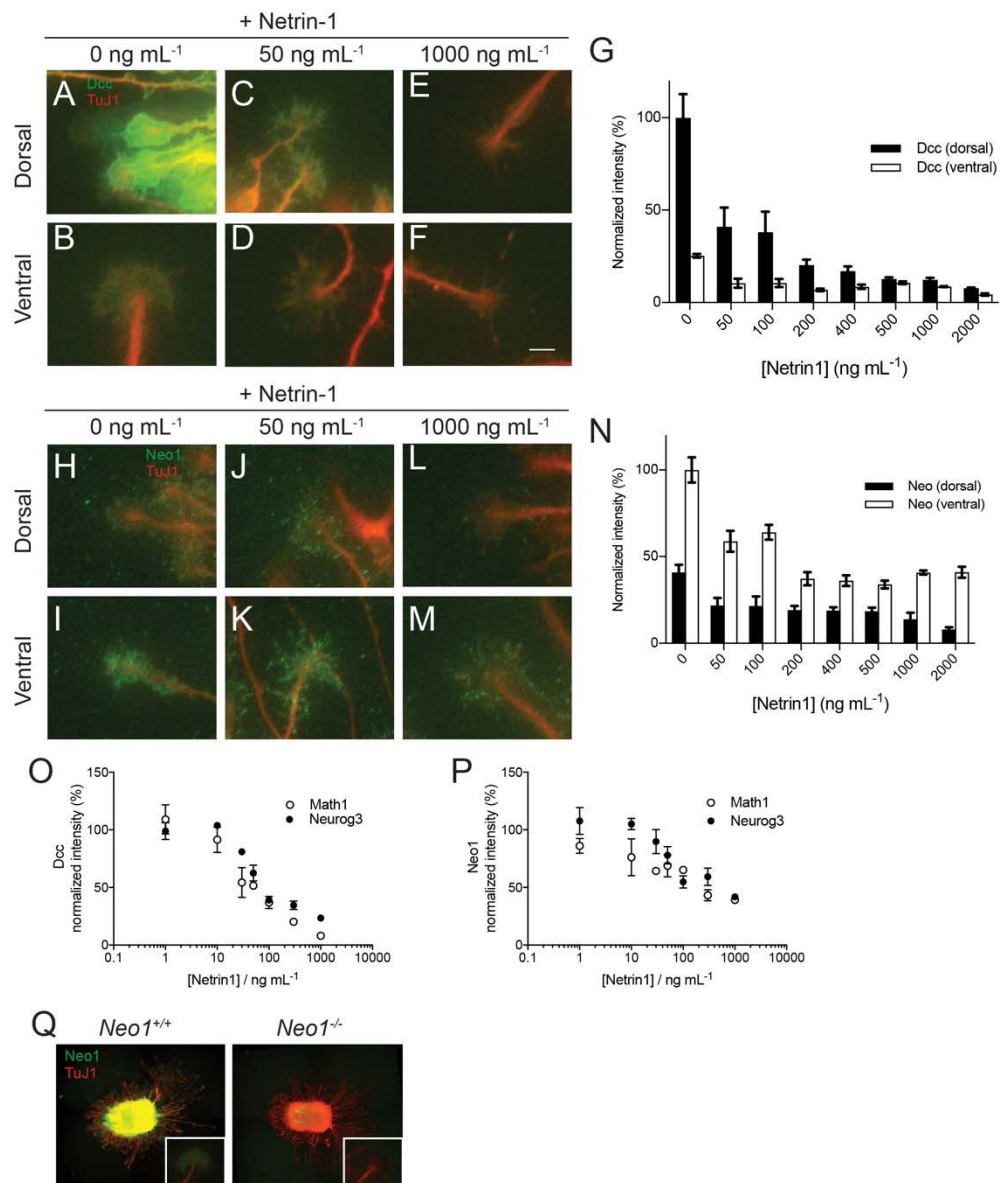 + Netrin-1
0 ng mL-1
50 ng mL-1
1000 ng mL-1
Dorsal
Ventral
A
Dcc
TuJ1
C
E
B
D
F
G
Normalized intensity (%)
100
50
0
Dcc (dorsal)
Dcc (ventral)
0 50 100 200 400 500 1000 2000
[Netrin1] (ng mL-1)
+ Netrin-1
0 ng mL-1
50 ng mL-1
1000 ng mL-1
Dorsal
Ventral
H
Neo1
TuJ1
J
L
I
K
M
N
Normalized intensity (%)
100
50
0
Neo (dorsal)
Neo (ventral)
0 50 100 200 400 500 1000 2000
[Netrin1] (ng mL-1)
O
Dcc
normalized intensity (%)
150
100
50
0
Math1
Neurog3
0.1 1 10 100 1000 10000
[Netrin1] / ng mL-1
P
Neo1
normalized intensity (%)
150
100
50
0
Math1
Neurog3
0.1 1 10 100 1000 10000
[Netrin1] / ng mL-1
Q
Neo1+/+
Neo1-/-
Neo1
TuJ1